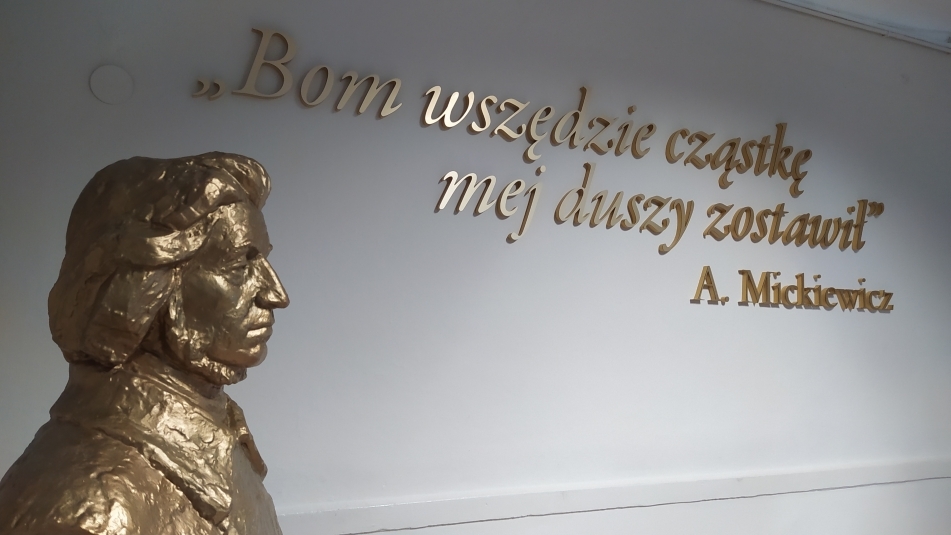 „Bom wszędzie cząstkę
mej duszy zostawił”
A. Mickiewicz